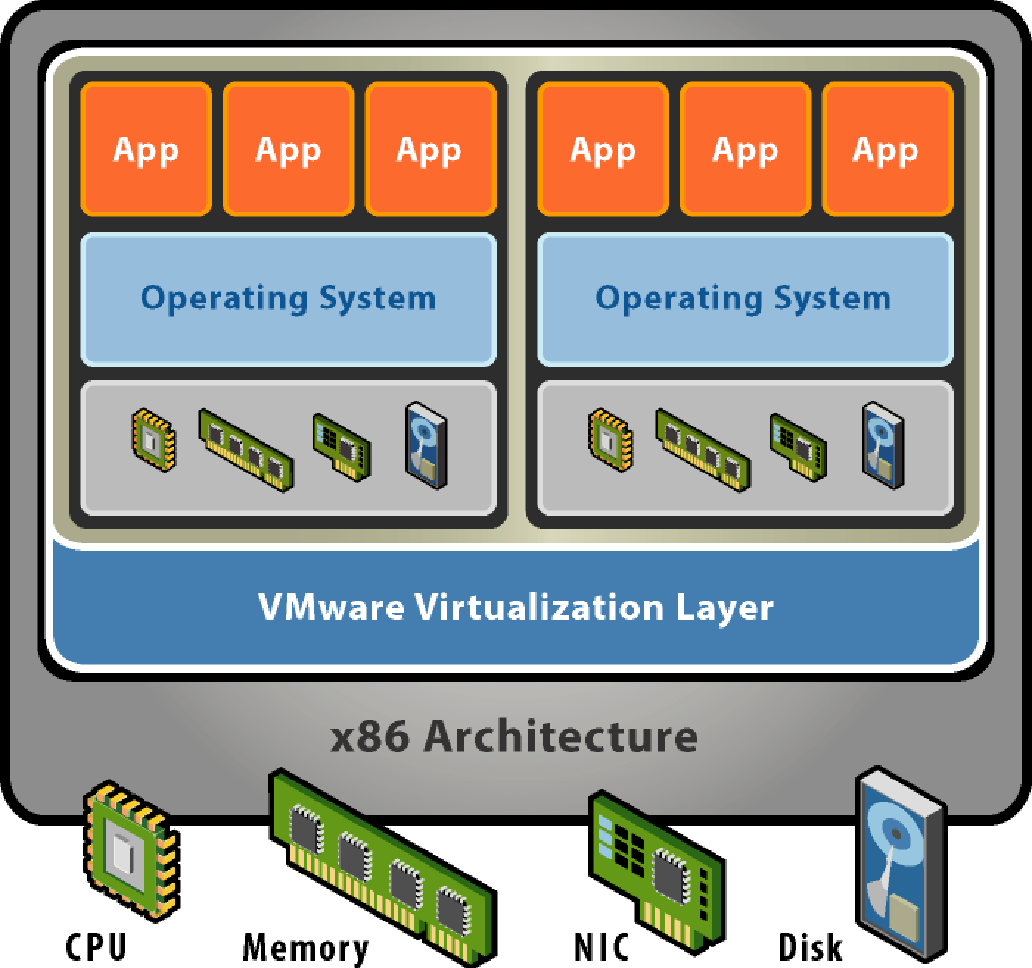 App App App App App App
Operating System Operating System
VMware Virtualization Layer
x86 Architecture
CPU Memory NIC Disk